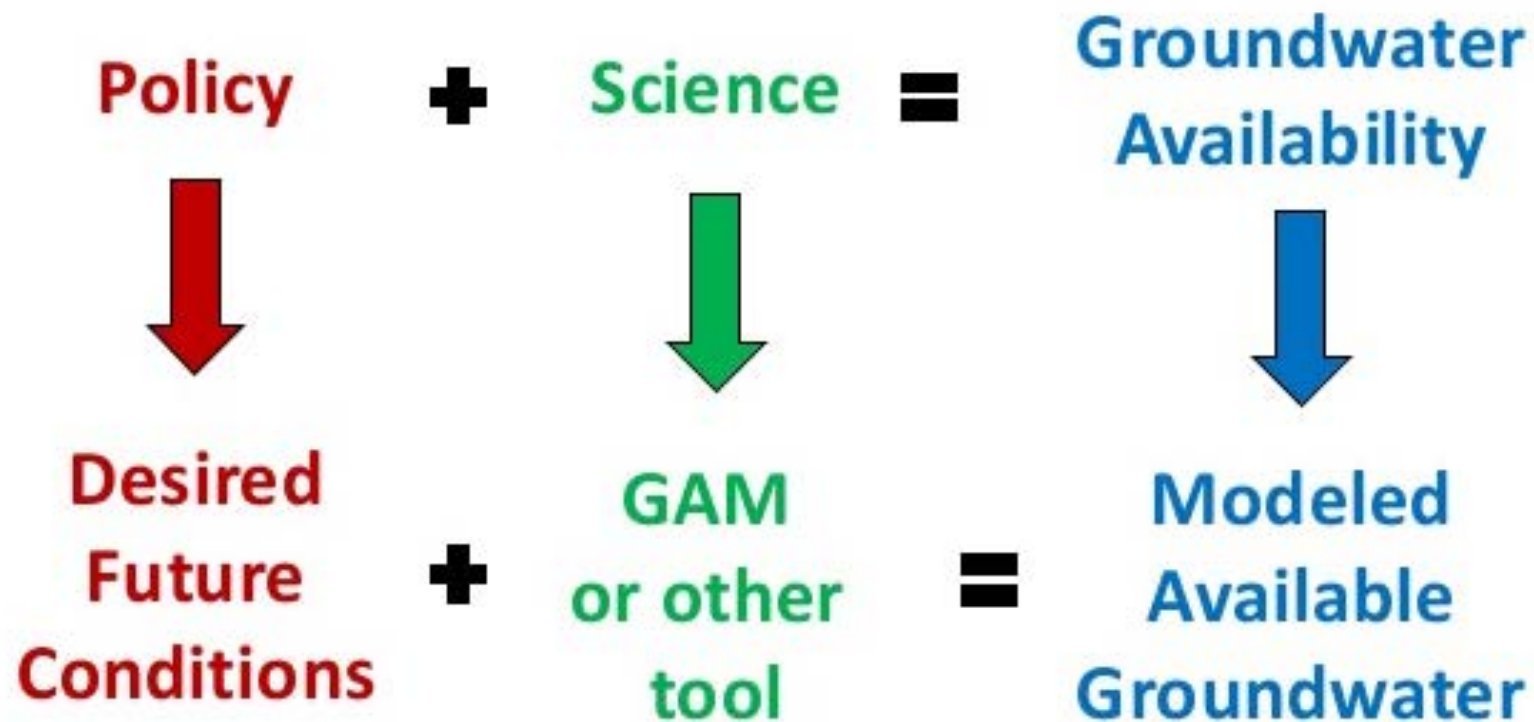 Policy + Science = Groundwater
Availability
Desired
Future
Conditions
+
GAM
or other
tool
=
Modeled
Available
Groundwater